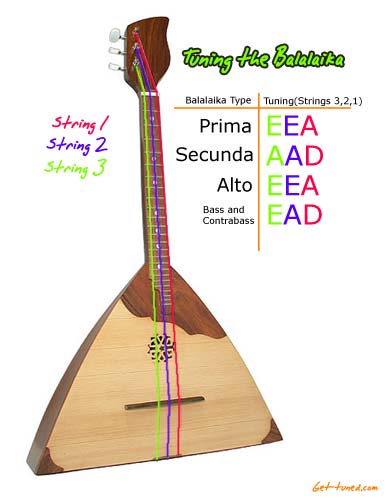 Tuning the Balalaika
Balalaika Type Tuning(Strings 3,2,1)
String 1
String 2
String 3
Prima EEA
Secunda AAD
Alto EEA
Bass and
Contrabass EAD
Get-tuned.com